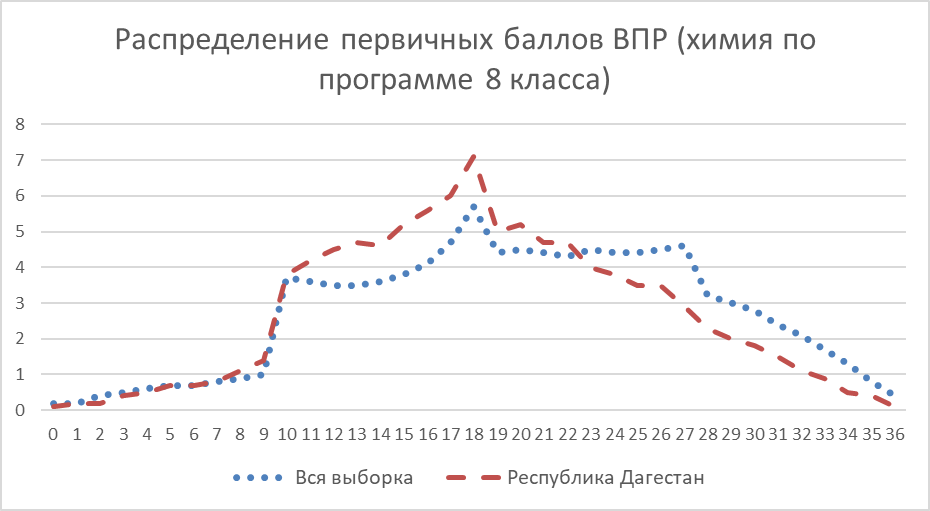 Распределение первичных баллов ВПР (химия по
программе 8 класса)
8
7
6
5
4
3
2
1
0
0 1 2 3 4 5 6 7 8 9 10 11 12 13 14 15 16 17 18 19 20 21 22 23 24 25 26 27 28 29 30 31 32 33 34 35 36
Вся выборка Республика Дагестан